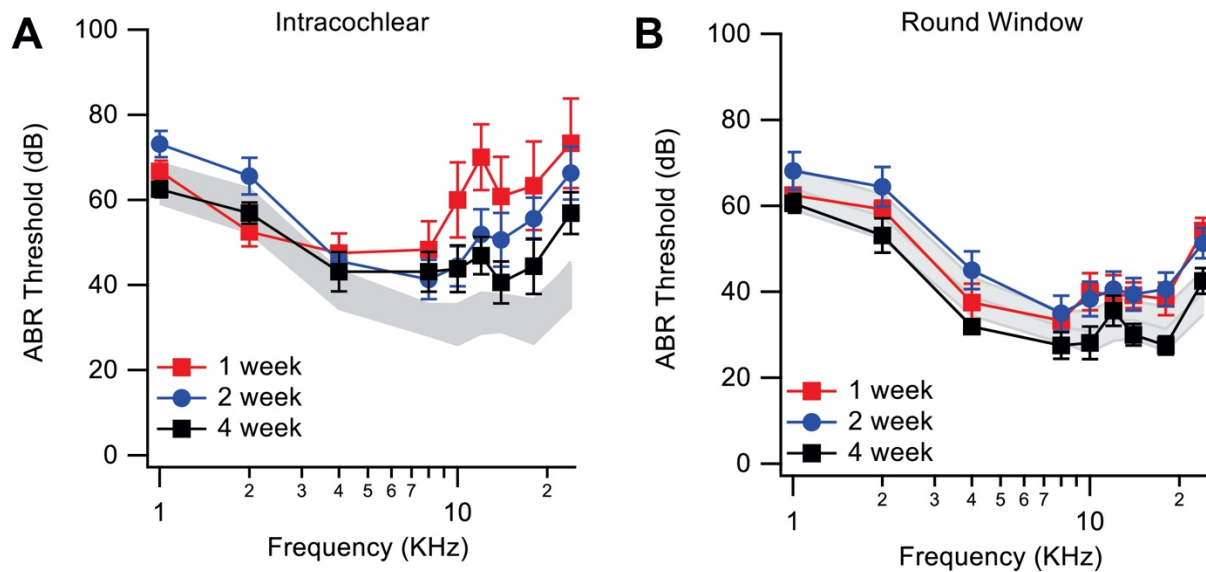 A
Intracochlear
ABR Threshold (dB)
100
80
60
40
20
0
1 week
2 week
4 week
2 3 4 5 6 7 2
1 10
Frequency (KHz)
B
Round Window
ABR Threshold (dB)
100
80
60
40
20
0
1 week
2 week
4 week
2 3 4 5 6 7 2
1 10
Frequency (KHz)